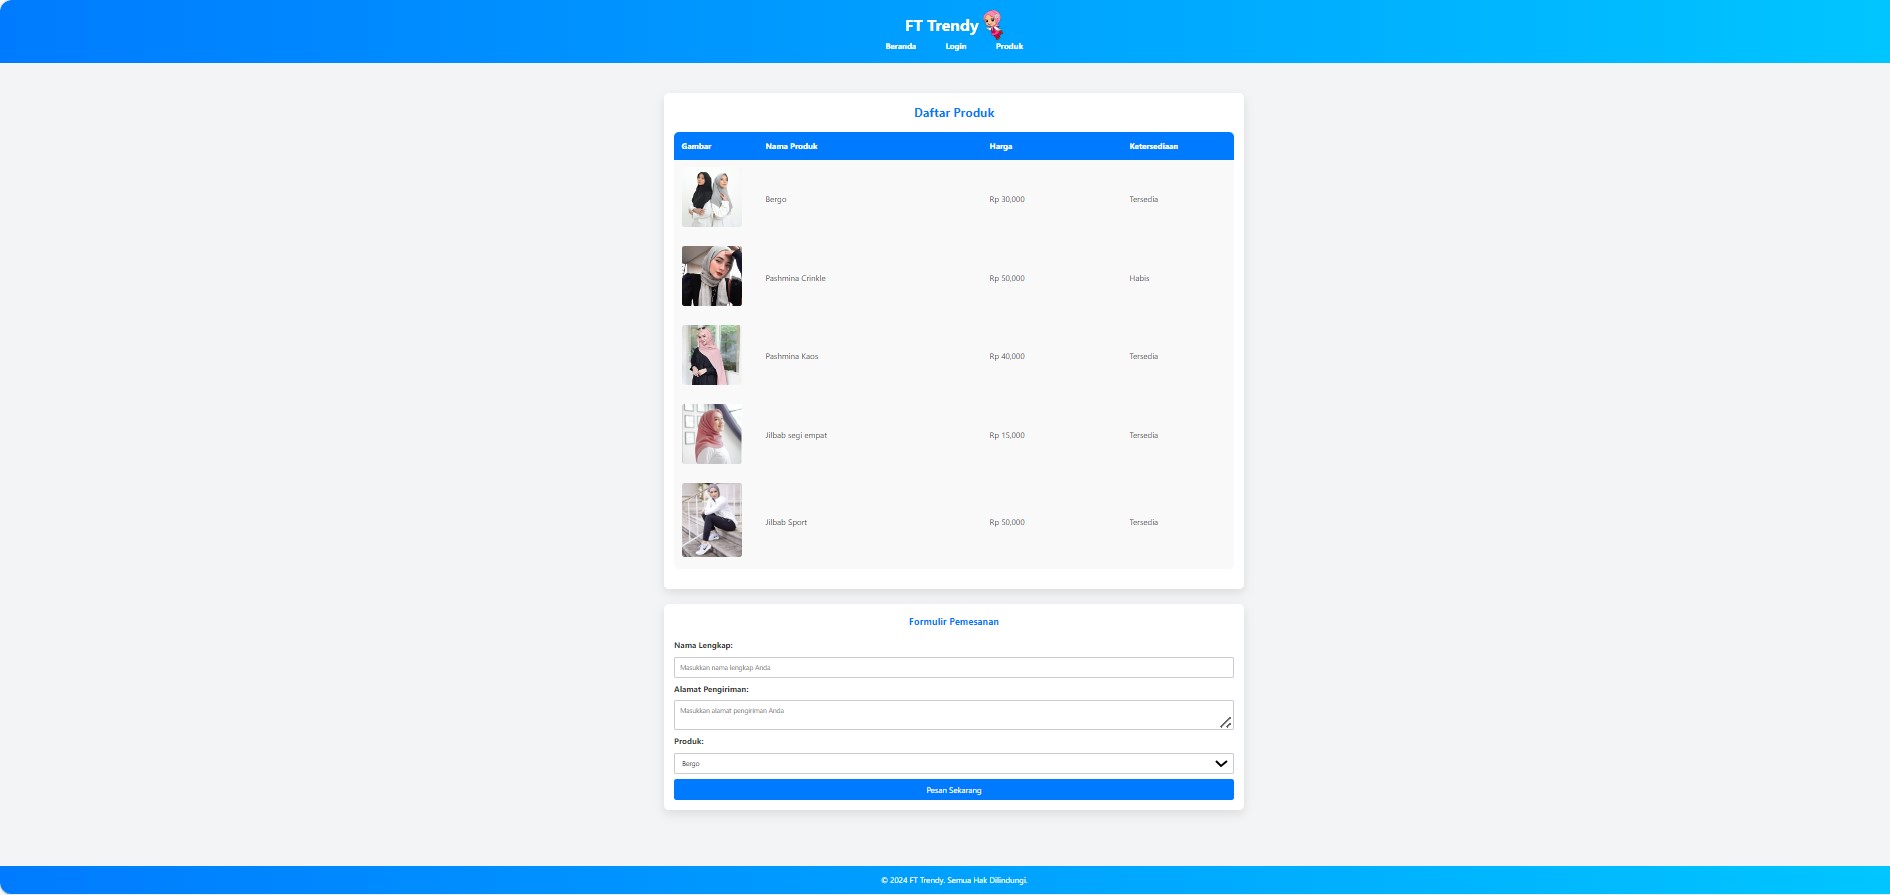 FT Trendy
Beranda Login Produk
Daftar Produk
Gambar Nama Produk Harga Ketersediaan
Bergo Rp 30,000 Tersedia
Pashmina Crinkle Rp 50,000 Habis
Pashmina Kaos Rp 40,000 Tersedia
Jilbab segi empat Rp 15,000 Tersedia
Jilbab Sport Rp 50,000 Tersedia
Formulir Pemesanan
Nama Lengkap:
Masukkan nama lengkap Anda
Alamat Pengiriman:
Masukkan alamat pengiriman Anda
Produk:
Bergo
Pesan Sekarang
© 2024 FT Trendy. Semua Hak Dilindungi.